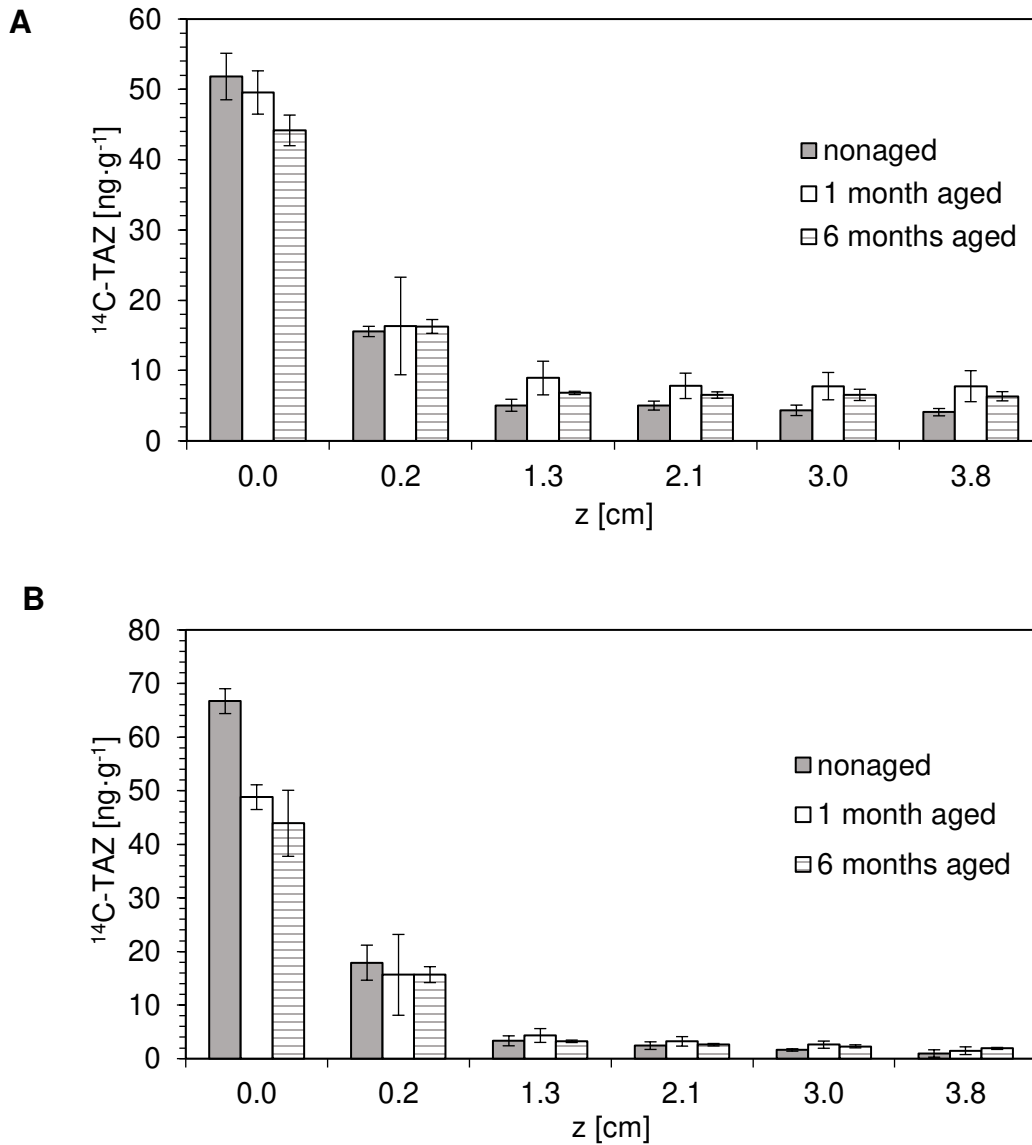 A
60
50
40
30
20
10
0
¹⁴C-TAZ [ng·g⁻¹]
nonaged
1 month aged
6 months aged
0.0 0.2 1.3 2.1 3.0 3.8
z [cm]
B
80
70
60
50
40
30
20
10
0
¹⁴C-TAZ [ng·g⁻¹]
nonaged
1 month aged
6 months aged
0.0 0.2 1.3 2.1 3.0 3.8
z [cm]